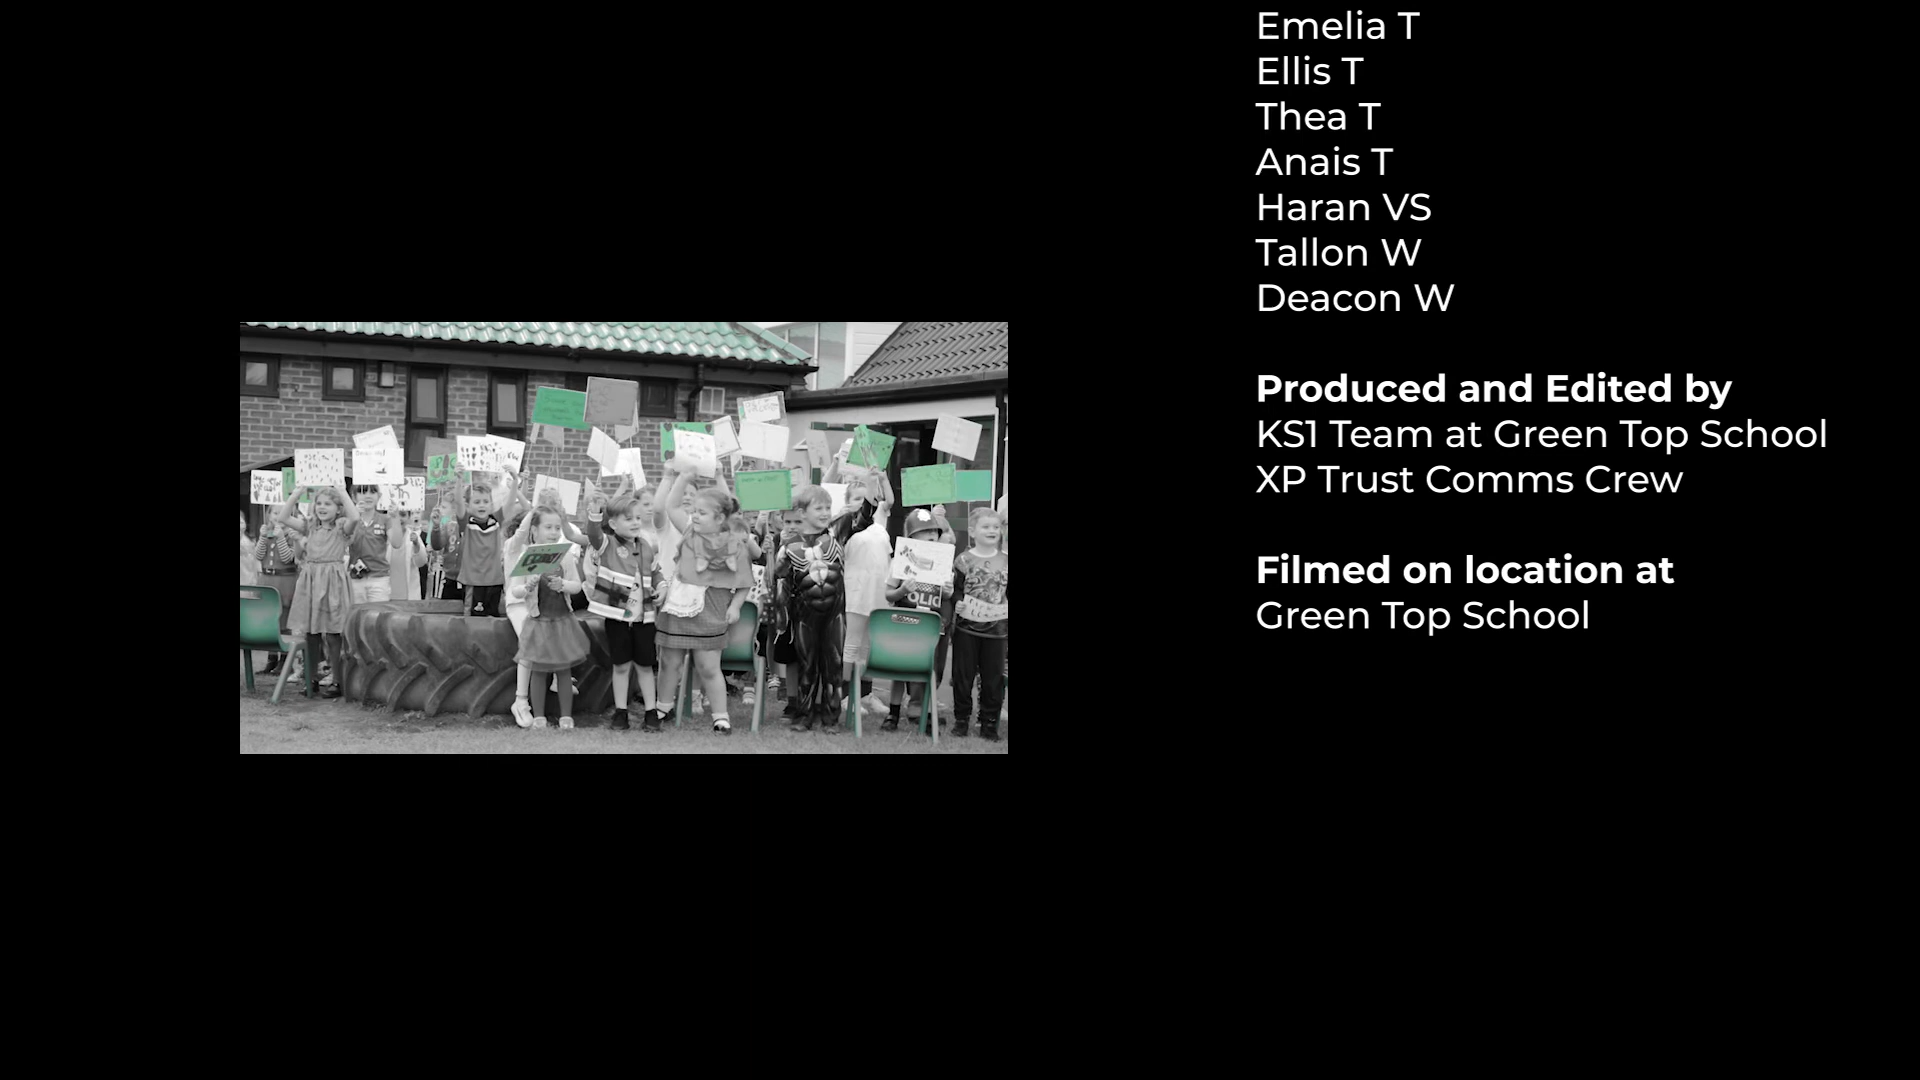 Emelia T
Ellis T
Thea T
Anais T
Haran VS
Tallon W
Deacon W
Produced and Edited by
KS1 Team at Green Top School
XP Trust Comms Crew
Filmed on location at
Green Top School